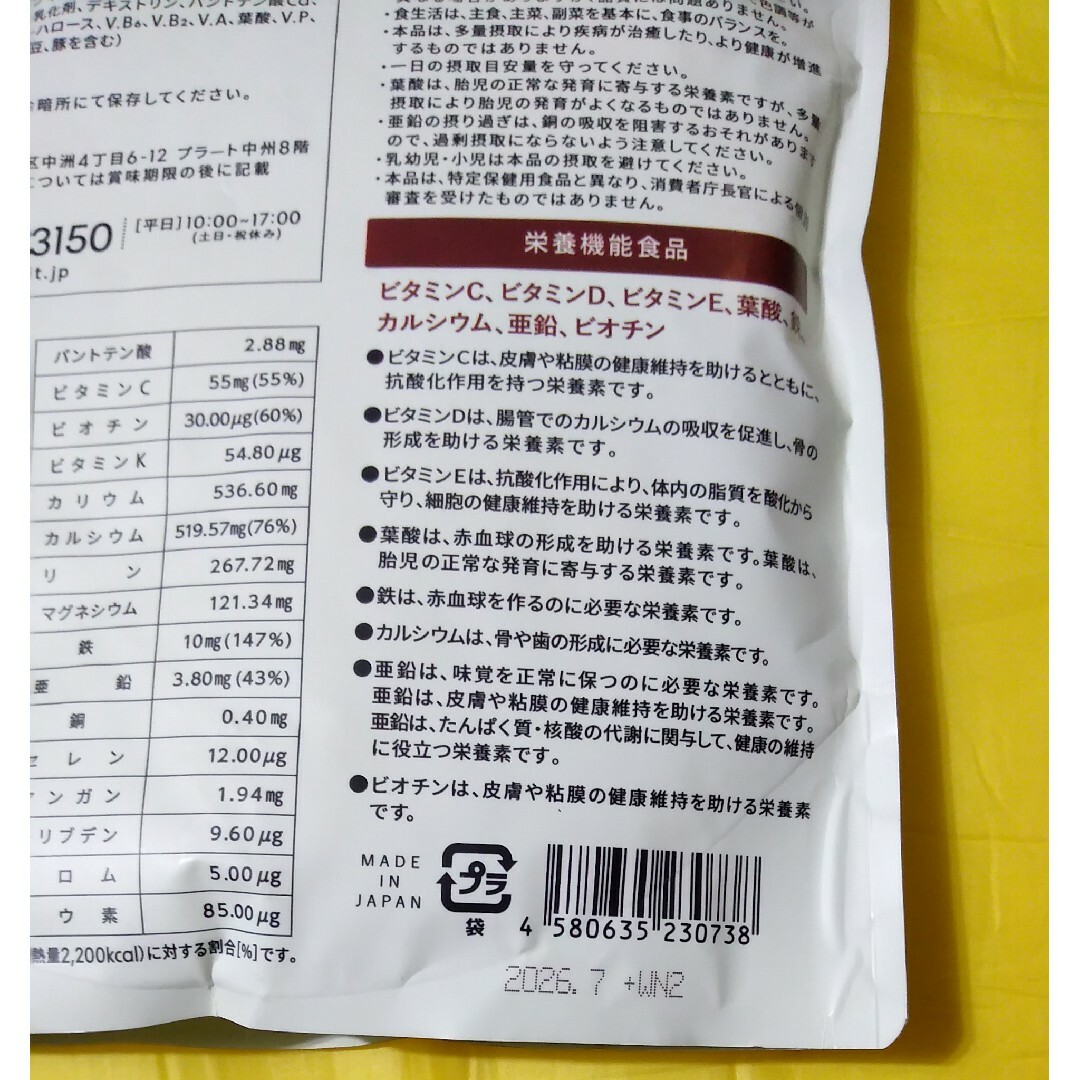 乳化剤、デキストリン、パントテン酸Ca、
ハロース、V.B₆、V.B₂、V.A、葉酸、V.P、
豆、豚を含む)
暗所にて保存してください。
区中洲4丁目6-12 プラート中州8階
については賞味期限の後に記載
3150 [平日]10:00~17:00
(土日・祝休み)
t.jp
パントテン酸 2.88mg
ビタミンC 55mg(55%)
ビオチン 30.00μg(60%)
ビタミンK 54.80μg
カリウム 536.60mg
カルシウム 519.57mg(76%)
リン 267.72mg
マグネシウム 121.34mg
鉄 10mg(147%)
亜鉛 3.80mg(43%)
銅 0.40mg
セレン 12.00μg
ンガン 1.94mg
リブデン 9.60μg
ロム 5.00μg
ウ素 85.00μg
熱量2,200kcal)に対する割合[%]です。
・食生活は、主食、主菜、副菜を基本に、食事のバランスを。
・本品は、多量摂取により疾病が治癒したり、より健康が増進
するものではありません。
・一日の摂取目安量を守ってください。
・葉酸は、胎児の正常な発育に寄与する栄養素ですが、多量
摂取により胎児の発育がよくなるものではありません。
・亜鉛の摂り過ぎは、銅の吸収を阻害するおそれがあります
ので、過剰摂取にならないよう注意してください。
・乳幼児・小児は本品の摂取を避けてください。
・本品は、特定保健用食品と異なり、消費者庁長官による個別
審査を受けたものではありません。
栄養機能食品
ビタミンC、ビタミンD、ビタミンE、葉酸、鉄、
カルシウム、亜鉛、ビオチン
●ビタミンCは、皮膚や粘膜の健康維持を助けるとともに、
抗酸化作用を持つ栄養素です。
●ビタミンDは、腸管でのカルシウムの吸収を促進し、骨の
形成を助ける栄養素です。
●ビタミンEは、抗酸化作用により、体内の脂質を酸化から
守り、細胞の健康維持を助ける栄養素です。
●葉酸は、赤血球の形成を助ける栄養素です。葉酸は、
胎児の正常な発育に寄与する栄養素です。
●鉄は、赤血球を作るのに必要な栄養素です。
●カルシウムは、骨や歯の形成に必要な栄養素です。
●亜鉛は、味覚を正常に保つのに必要な栄養素です。
亜鉛は、皮膚や粘膜の健康維持を助ける栄養素です。
亜鉛は、たんぱく質・核酸の代謝に関与して、健康の維持
に役立つ栄養素です。
●ビオチンは、皮膚や粘膜の健康維持を助ける栄養素
です。
MADE
IN
JAPAN
プラ
袋
4 580635 230738
2026. 7 +WN2